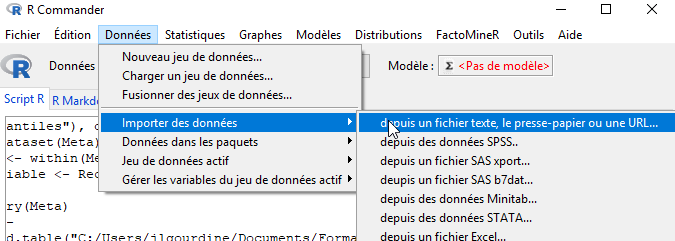 R Commander
Fichier Édition Données Statistiques Graphes Modèles Distributions FactoMineR Outils Aide
Données
Nouveau jeu de données...
Charger un jeu de données...
Fusionner des jeux de données...
Importer des données
Données dans les paquets
Jeu de données actif
Gérer les variables du jeu de données actif
Modèle : Σ <Pas de modèle>
depuis un fichier texte, le presse-papier ou une URL...
depuis des données SPSS..
depuis un fichier SAS xport...
deupis un fichier SAS b7dat...
depuis des données Minitab...
depuis des données STATA...
depuis un fichier Excel...
Script R R Markd
antiles"), c
ataset(Meta)
<- within(Me
iable <- Rec
ry(Meta)
–
d.table("C:/Users/jlgourdine/Documents/Forma